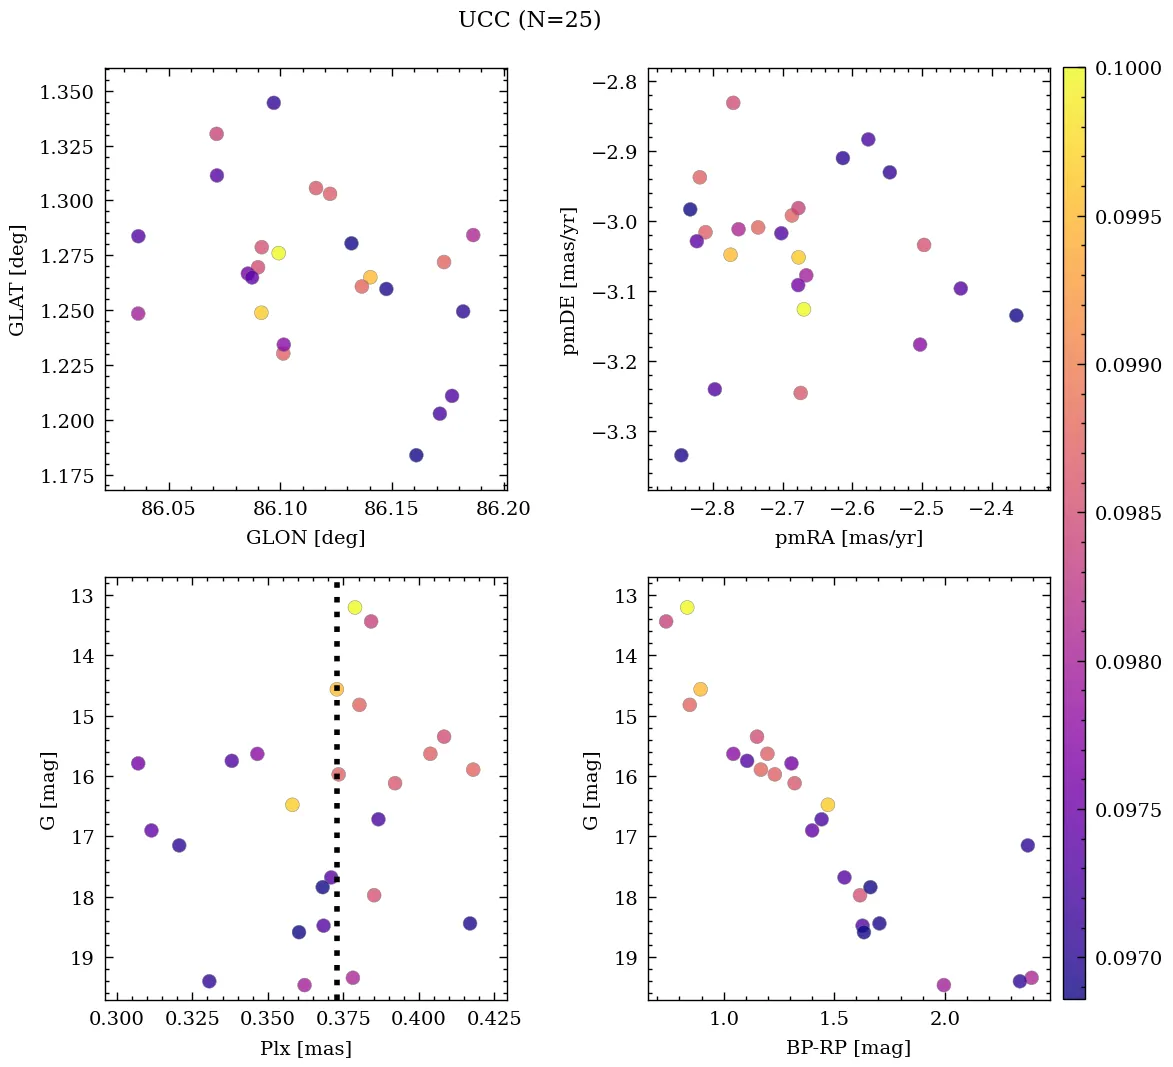 UCC (N=25)
1.350
1.325
1.300
1.275
1.250
1.225
1.200
1.175
GLAT [deg]
86.05 86.10 86.15 86.20
GLON [deg]
−2.8
−2.9
−3.0
−3.1
−3.2
−3.3
pmDE [mas/yr]
−2.8 −2.7 −2.6 −2.5 −2.4
pmRA [mas/yr]
13
14
15
16
17
18
19
G [mag]
0.300 0.325 0.350 0.375 0.400 0.425
Plx [mas]
13
14
15
16
17
18
19
G [mag]
1.0 1.5 2.0
BP-RP [mag]
0.1000
0.0995
0.0990
0.0985
0.0980
0.0975
0.0970